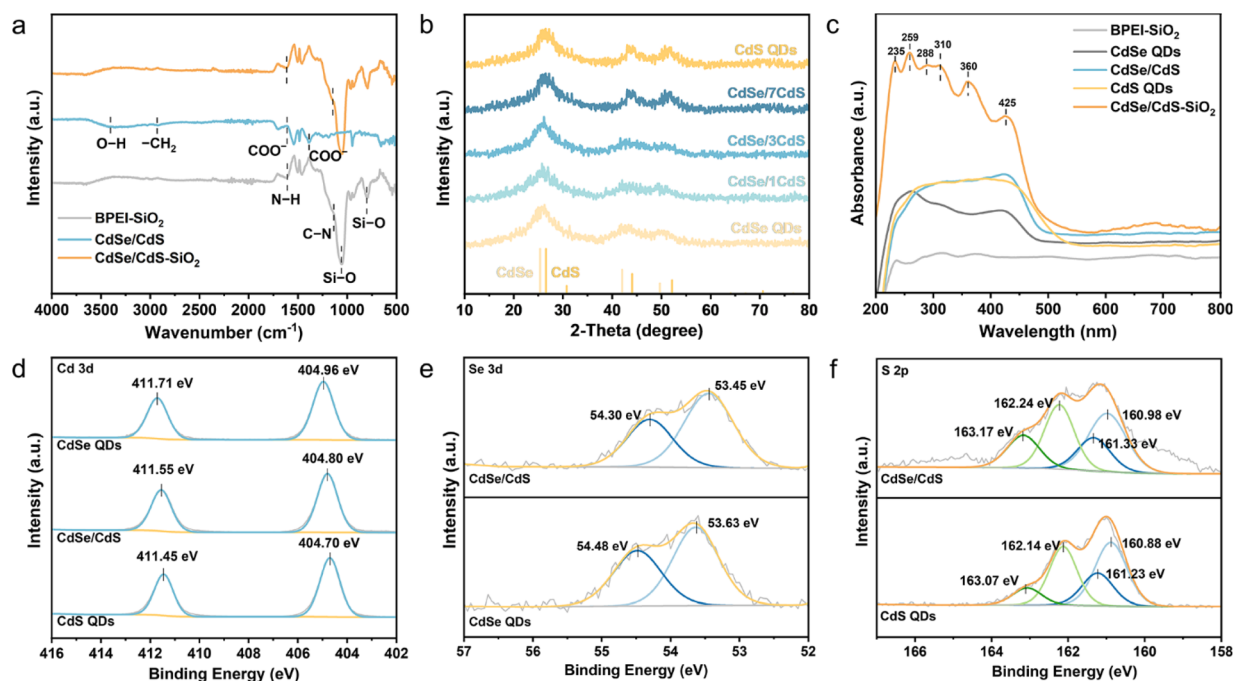 a
Intensity (a.u.)
O–H
–CH₂
COO⁻
COO⁻
N–H
C–N
Si–O
Si–O
BPEI-SiO₂
CdSe/CdS
CdSe/CdS-SiO₂
4000 3500 3000 2500 2000 1500 1000 500
Wavenumber (cm⁻¹)
b
Intensity (a.u.)
CdS QDs
CdSe/7CdS
CdSe/3CdS
CdSe/1CdS
CdSe QDs
CdSe
CdS
10 20 30 40 50 60 70 80
2-Theta (degree)
c
Absorbance (a.u.)
235
259
288
310
360
425
BPEI-SiO₂
CdSe QDs
CdSe/CdS
CdS QDs
CdSe/CdS-SiO₂
200 300 400 500 600 700 800
Wavelength (nm)
d
Intensity (a.u.)
Cd 3d
411.71 eV
404.96 eV
CdSe QDs
411.55 eV
404.80 eV
CdSe/CdS
411.45 eV
404.70 eV
CdS QDs
416 414 412 410 408 406 404 402
Binding Energy (eV)
e
Intensity (a.u.)
Se 3d
54.30 eV
53.45 eV
CdSe/CdS
54.48 eV
53.63 eV
CdSe QDs
57 56 55 54 53 52
Binding Energy (eV)
f
Intensity (a.u.)
S 2p
163.17 eV
162.24 eV
160.98 eV
161.33 eV
CdSe/CdS
163.07 eV
162.14 eV
160.88 eV
161.23 eV
CdS QDs
166 164 162 160 158
Binding Energy (eV)